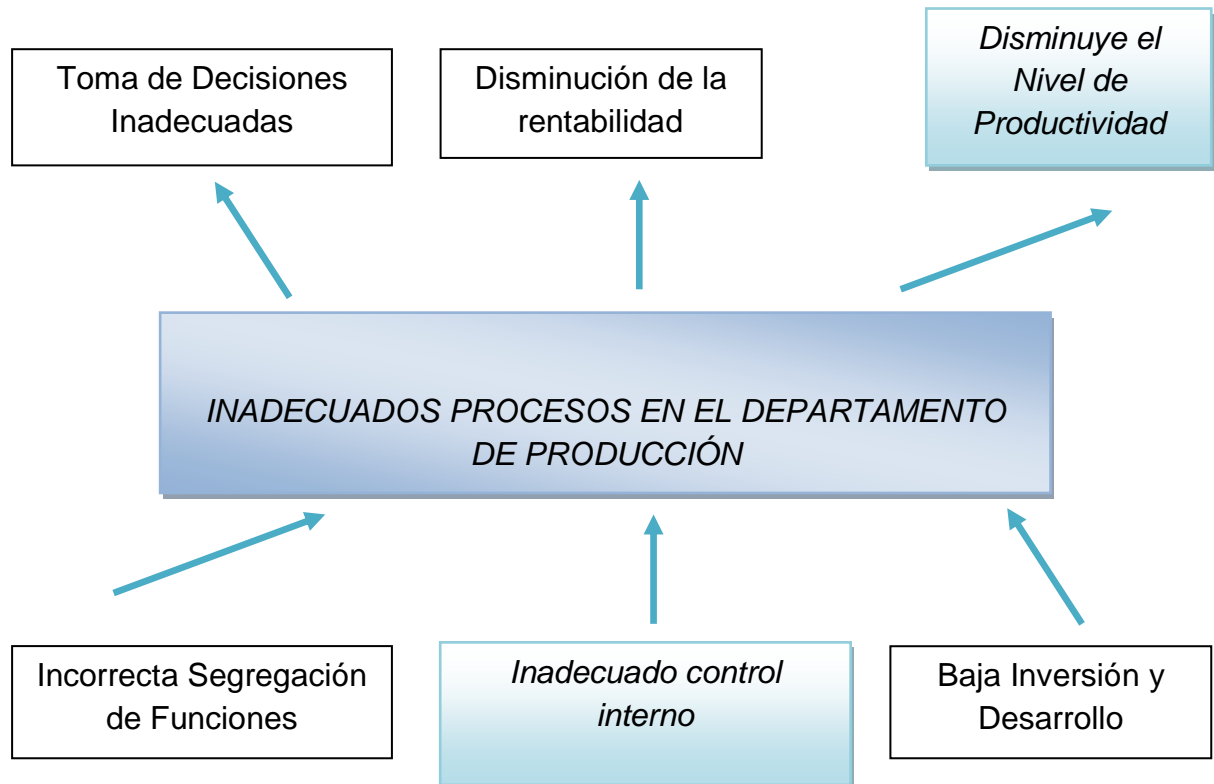 Toma de Decisiones
Inadecuadas
Disminución de la
rentabilidad
Disminuye el
Nivel de
Productividad
INADECUADOS PROCESOS EN EL DEPARTAMENTO
DE PRODUCCIÓN
Incorrecta Segregación
de Funciones
Inadecuado control
interno
Baja Inversión y
Desarrollo